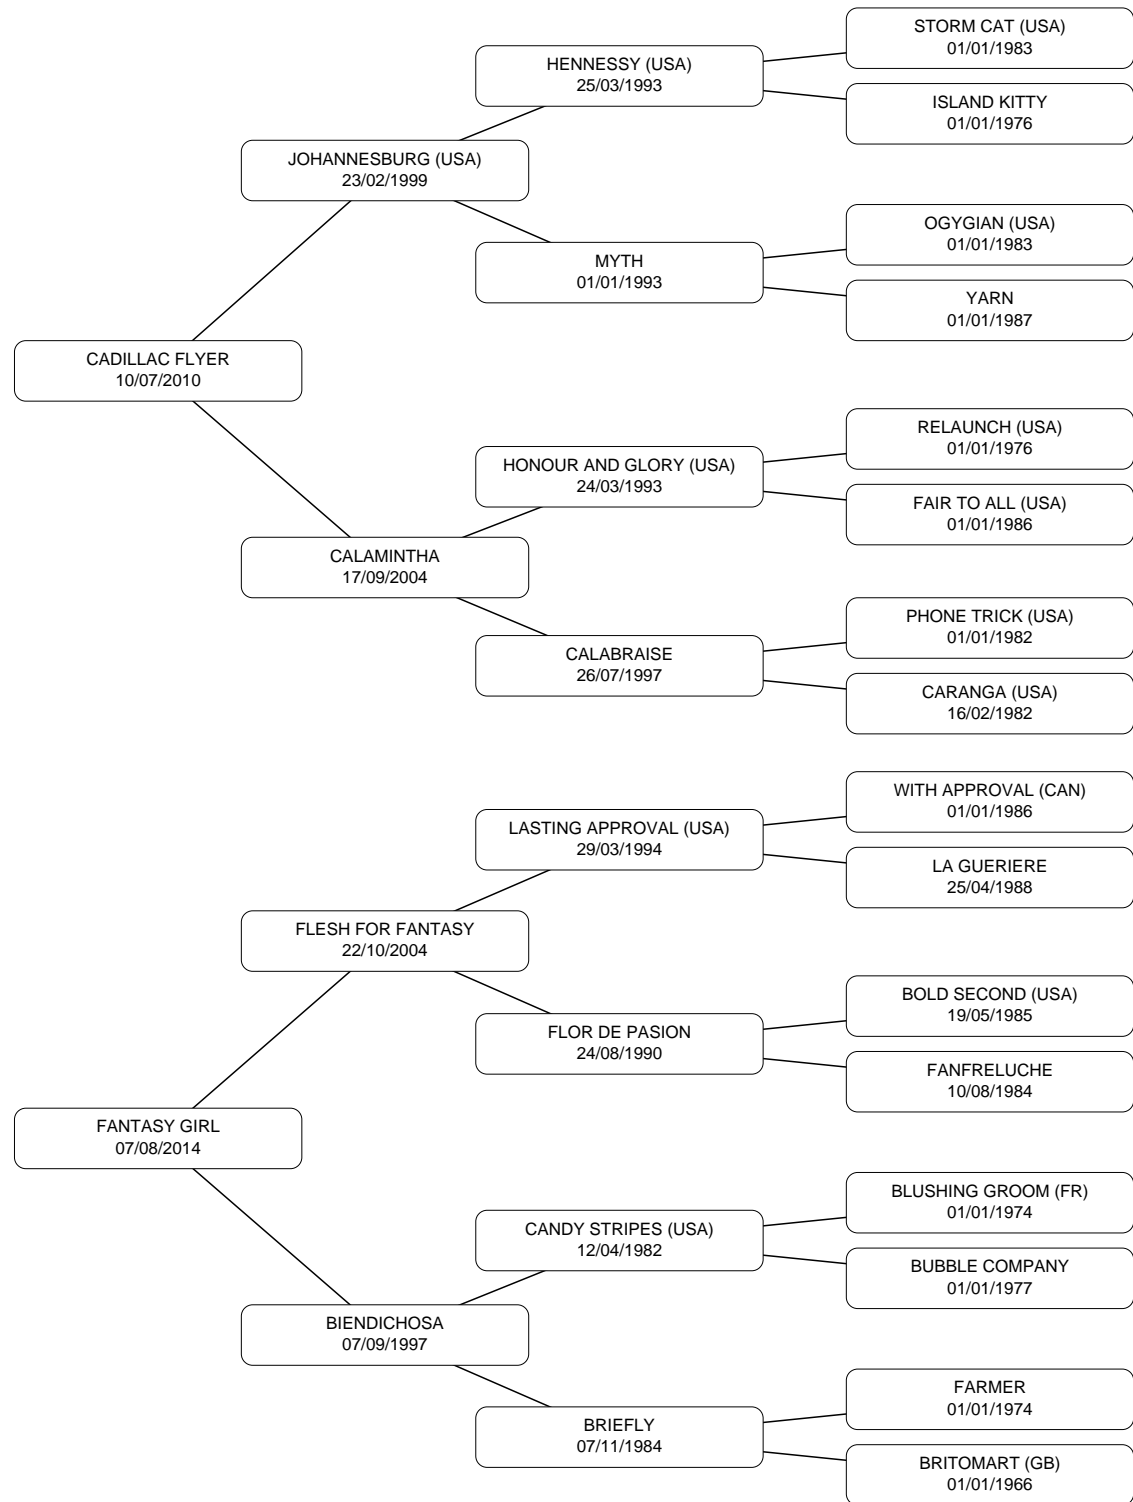 STORM CAT (USA)
01/01/1983
HENNESSY (USA)
25/03/1993
ISLAND KITTY
01/01/1976
JOHANNESBURG (USA)
23/02/1999
OGYGIAN (USA)
01/01/1983
MYTH
01/01/1993
YARN
01/01/1987
CADILLAC FLYER
10/07/2010
RELAUNCH (USA)
01/01/1976
HONOUR AND GLORY (USA)
24/03/1993
FAIR TO ALL (USA)
01/01/1986
CALAMINTHA
17/09/2004
PHONE TRICK (USA)
01/01/1982
CALABRAISE
26/07/1997
CARANGA (USA)
16/02/1982
WITH APPROVAL (CAN)
01/01/1986
LASTING APPROVAL (USA)
29/03/1994
LA GUERIERE
25/04/1988
FLESH FOR FANTASY
22/10/2004
BOLD SECOND (USA)
19/05/1985
FLOR DE PASION
24/08/1990
FANFRELUCHE
10/08/1984
FANTASY GIRL
07/08/2014
BLUSHING GROOM (FR)
01/01/1974
CANDY STRIPES (USA)
12/04/1982
BUBBLE COMPANY
01/01/1977
BIENDICHOSA
07/09/1997
FARMER
01/01/1974
BRIEFLY
07/11/1984
BRITOMART (GB)
01/01/1966